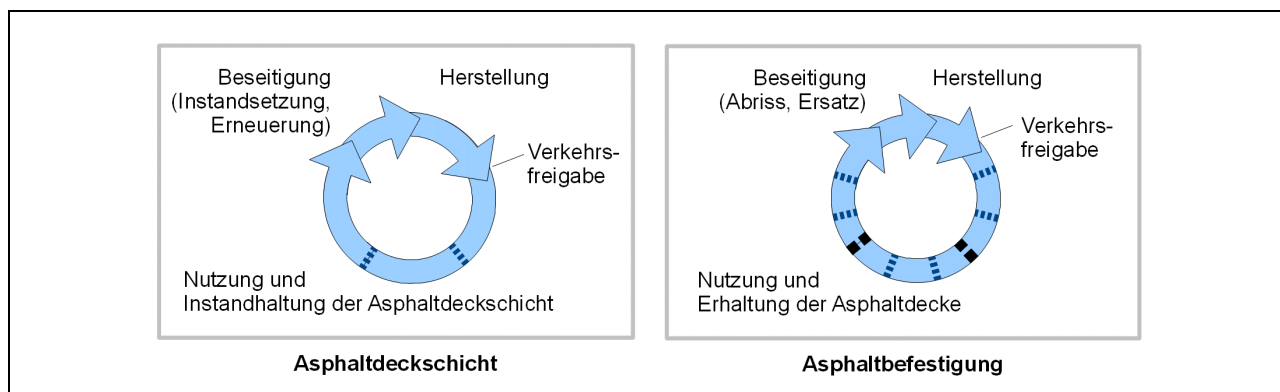 Beseitigung
(Instandsetzung,
Erneuerung)
Herstellung
Verkehrs-
freigabe
Nutzung und
Instandhaltung der Asphaltdeckschicht
Asphaltdeckschicht
Beseitigung
(Abriss, Ersatz)
Herstellung
Verkehrs-
freigabe
Nutzung und
Erhaltung der Asphaltdecke
Asphaltbefestigung